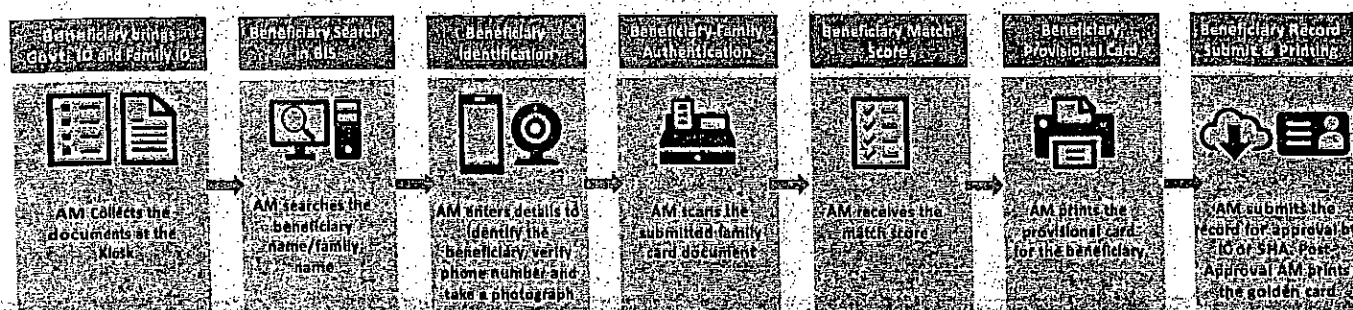 Beneficiary brings
Govt. ID and Family ID
AM Collects the
documents at the
Kiosk
Beneficiary Search
in BIS
AM searches the
beneficiary
name/family
name
Beneficiary
Identification
AM enters details to
identify the
beneficiary, verify
phone number and
take a photograph
Beneficiary Family
Authentication
AM scans the
submitted family
card document
Beneficiary Match
Score
AM receives the
match score
Beneficiary
Provisional Card
AM prints the
provisional card
for the beneficiary
Beneficiary Record
Submit & Printing
AM submits the
record for approval by
IC or SHA. Post
Approval AM prints
the golden card